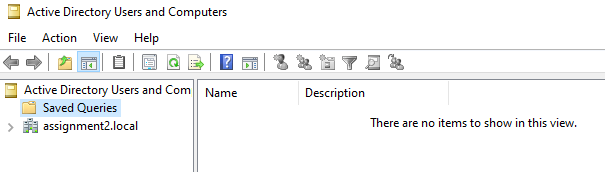 Active Directory Users and Computers
File Action View Help
Active Directory Users and Com
Saved Queries
assignment2.local
Name Description
There are no items to show in this view.